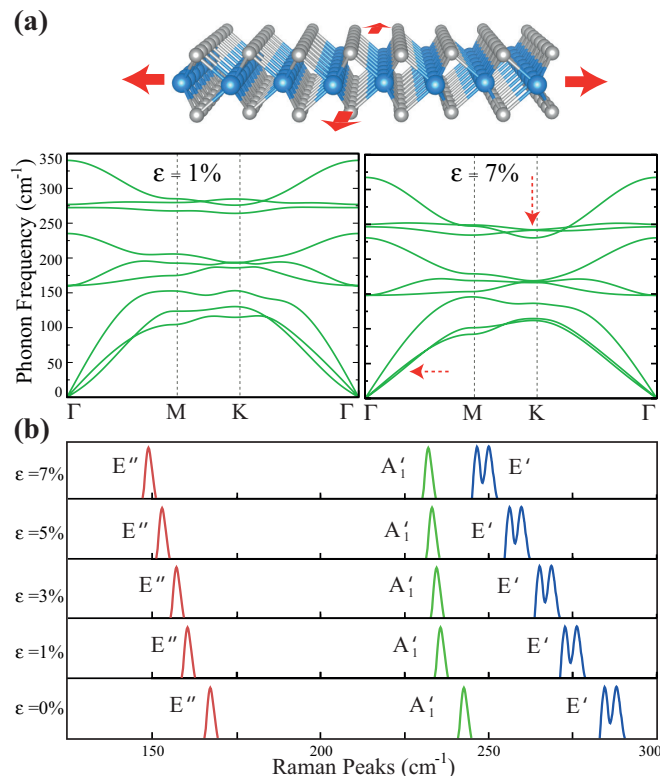 (a)
ε = 1%
ε = 7%
Phonon Frequency (cm-1)
350
300
250
200
150
100
50
0
Γ M K Γ Γ M K Γ
(b)
ε =7% E″ A′1 E′
ε =5% E″ A′1 E′
ε =3% E″ A′1 E′
ε =1% E″ A′1 E′
ε =0% E″ A′1 E′
150 200 250 300
Raman Peaks (cm-1)